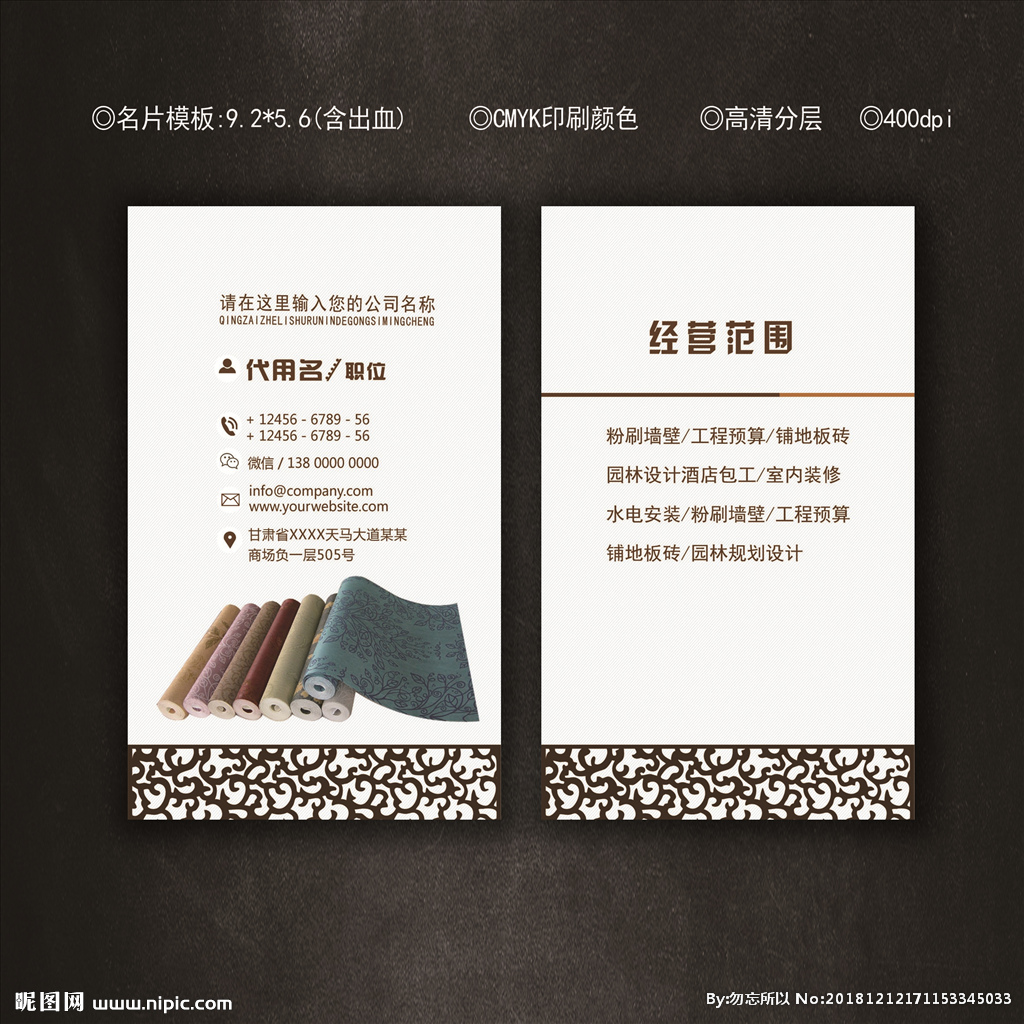 ◎名片模板:9.2*5.6(含出血) ◎CMYK印刷颜色 ◎高清分层 ◎400dpi
请在这里输入您的公司名称
QINGZAIZHELISHURUNINDEGONGSIMINGCHENG
代用名/职位
+ 12456 - 6789 - 56
+ 12456 - 6789 - 56
微信 / 138 0000 0000
info@company.com
www.yourwebsite.com
甘肃省XXXX天马大道某某
商场负一层505号
经营范围
粉刷墙壁/工程预算/铺地板砖
园林设计酒店包工/室内装修
水电安装/粉刷墙壁/工程预算
铺地板砖/园林规划设计
昵图网 www.nipic.com
By:勿忘所以 No:20181212171153345033